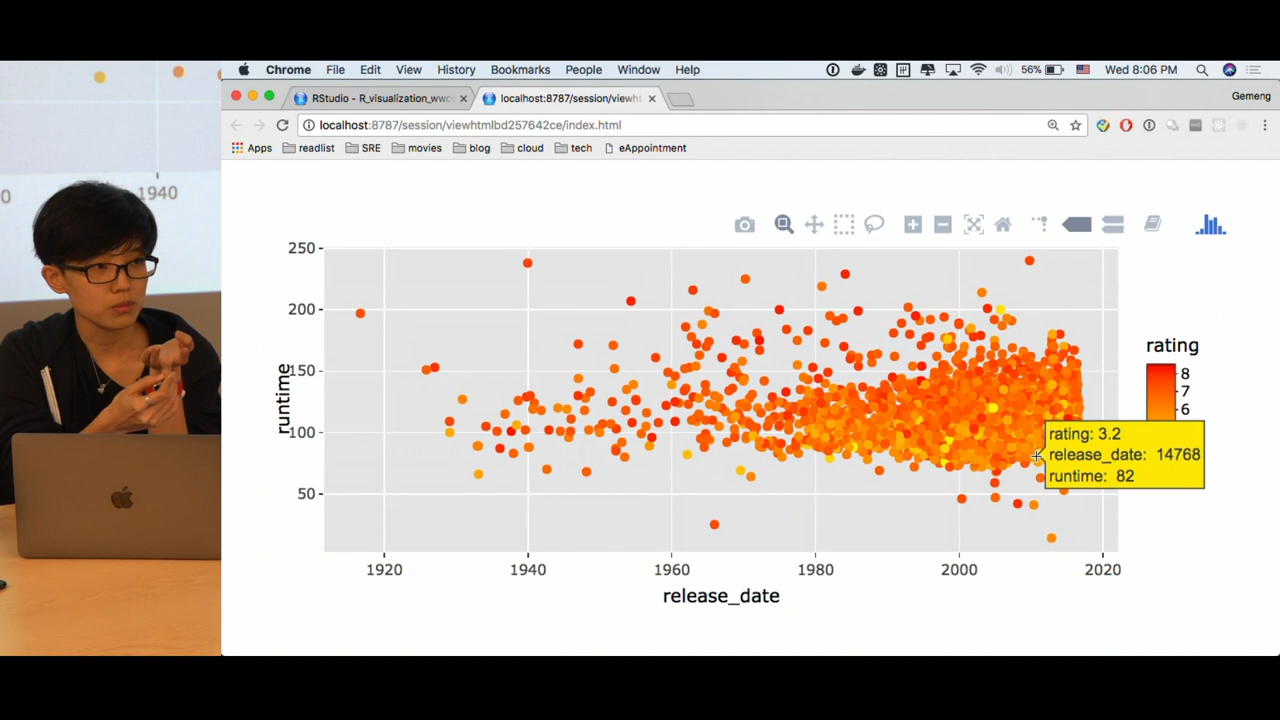 Chrome File Edit View History Bookmarks People Window Help 56% Wed 8:06 PM
RStudio - R_visualization_wwc localhost:8787/session/viewht Gemeng
localhost:8787/session/viewhtmlbd257642ce/index.html
Apps readlist SRE movies blog cloud tech eAppointment
0 1940
250
200
150
100
50
runtime
1920 1940 1960 1980 2000 2020
release_date
rating
8
7
6
rating: 3.2
release_date: 14768
runtime: 82